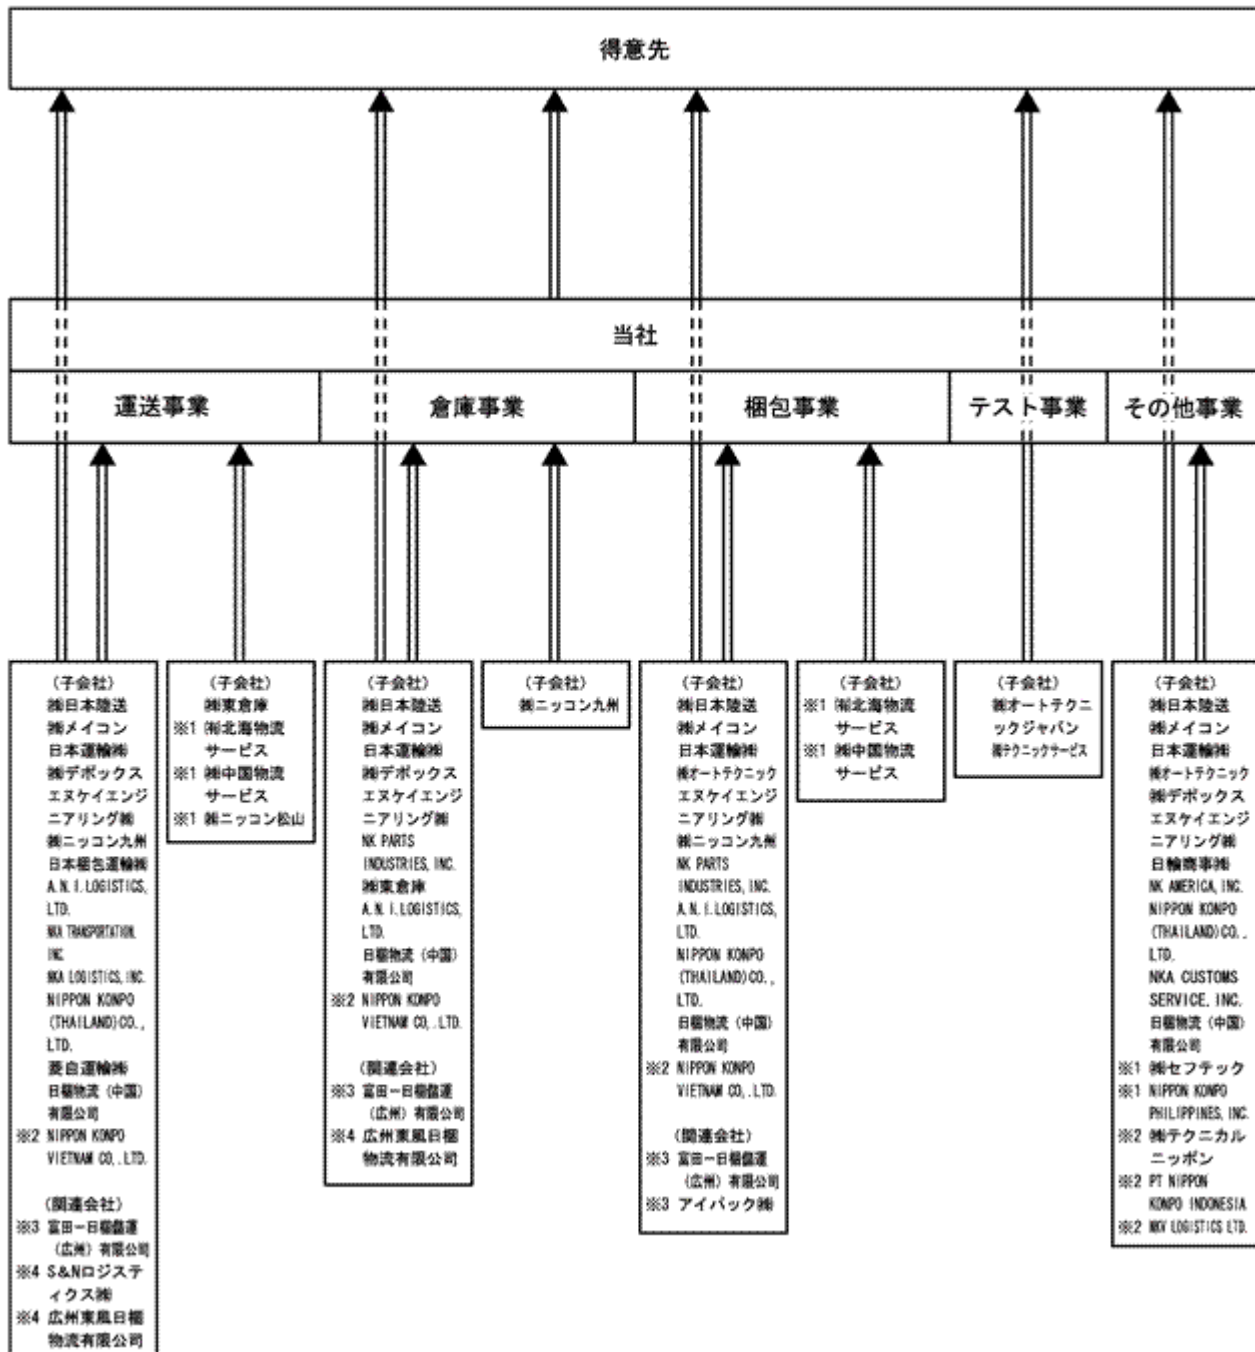 得意先
当社
運送事業
倉庫事業
梱包事業
テスト事業
その他事業
(子会社)
㈱日本陸送
㈱メイコン
日本運輸㈱
㈱デポックス
エヌケイエンジ
ニアリング㈱
㈱ニッコン九州
日本梱包運輸㈱
A.N.I.LOGISTICS,
LTD.
NKA TRANSPORTATION,
INC.
NKA LOGISTICS, INC.
NIPPON KONPO
(THAILAND)CO.,
LTD.
菱自運輸㈱
日梱物流(中国)
有限公司
※2 NIPPON KONPO
VIETNAM CO,.LTD.
(関連会社)
※3 富田一日梱儲運
(広州)有限公司
※4 S&Nロジステ
ィクス㈱
※4 広州東風日梱
物流有限公司
(子会社)
㈱東倉庫
※1 ㈲北海物流
サービス
※1 ㈱中国物流
サービス
※1 ㈱ニッコン松山
(子会社)
㈱日本陸送
㈱メイコン
日本運輸㈱
㈱デポックス
エヌケイエンジ
ニアリング㈱
NK PARTS
INDUSTRIES, INC.
㈱東倉庫
A.N.I.LOGISTICS,
LTD.
日梱物流(中国)
有限公司
※2 NIPPON KONPO
VIETNAM CO,.LTD.
(関連会社)
※3 富田一日梱儲運
(広州)有限公司
※4 広州東風日梱
物流有限公司
(子会社)
㈱ニッコン九州
(子会社)
㈱日本陸送
㈱メイコン
日本運輸㈱
㈱オートテクニック
エヌケイエンジ
ニアリング㈱
㈱ニッコン九州
NK PARTS
INDUSTRIES, INC.
A.N.I.LOGISTICS,
LTD.
NIPPON KONPO
(THAILAND)CO.,
LTD.
日梱物流(中国)
有限公司
※2 NIPPON KONPO
VIETNAM CO,.LTD.
(関連会社)
※3 富田一日梱儲運
(広州)有限公司
※3 アイパック㈱
(子会社)
※1 ㈲北海物流
サービス
※1 ㈱中国物流
サービス
(子会社)
㈱オートテクニ
ックジャパン
㈱テクニックサービス
(子会社)
㈱日本陸送
㈱メイコン
日本運輸㈱
㈱オートテクニック
㈱デポックス
エヌケイエンジ
ニアリング㈱
日輸商事㈱
NK AMERICA, INC.
NIPPON KONPO
(THAILAND)CO.,
LTD.
NKA CUSTOMS
SERVICE, INC.
日梱物流(中国)
有限公司
※1 ㈱セフテック
※1 NIPPON KONPO
PHILIPPINES, INC.
※2 ㈱テクニカル
ニッポン
※2 PT NIPPON
KONPO INDONESIA
※2 NKV LOGISTICS LTD.